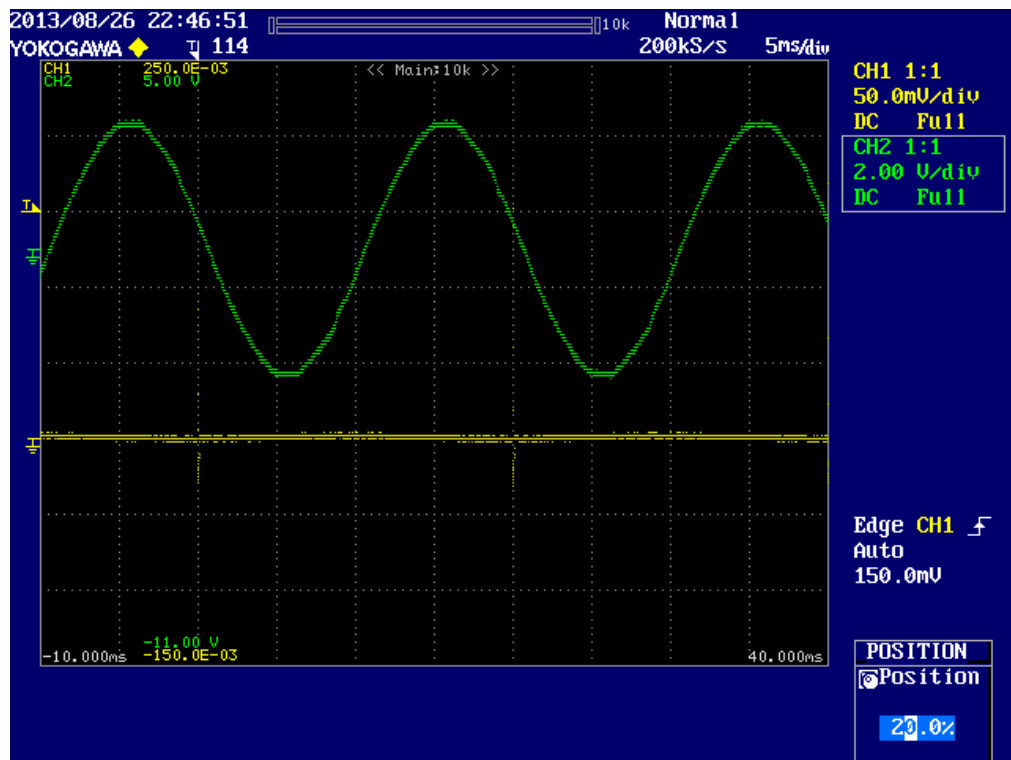 2013/08/26 22:46:51 10k Normal
YOKOGAWA T 114 200kS/s 5ms/div
CH1 250.0E-03 << Main:10k >>
CH2 5.00 V
CH1 1:1
50.0mV/div
DC Full
CH2 1:1
2.00 V/div
DC Full
T
Edge CH1
Auto
150.0mV
-11.00 V
-10.000ms -150.0E-03 40.000ms
POSITION
Position
20.0%